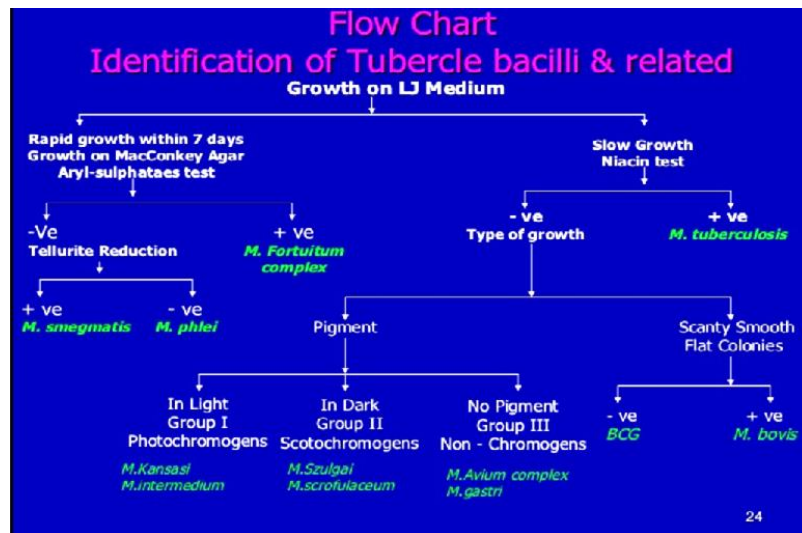 Flow Chart
Identification of Tubercle bacilli & related
Growth on LJ Medium
Rapid growth within 7 days
Growth on MacConkey Agar
Aryl-sulphataes test
Slow Growth
Niacin test
-Ve
Tellurite Reduction
+ ve
M. Fortuitum
complex
- ve
Type of growth
+ ve
M. tuberculosis
+ ve
M. smegmatis
- ve
M. phlei
Pigment
Scanty Smooth
Flat Colonies
In Light
Group I
Photochromogens
M.Kansasi
M.intermedium
In Dark
Group II
Scotochromogens
M.Szulgai
M.scrofulaceum
No Pigment
Group III
Non - Chromogens
M.Avium complex
M.gastri
- ve
BCG
+ ve
M. bovis
24